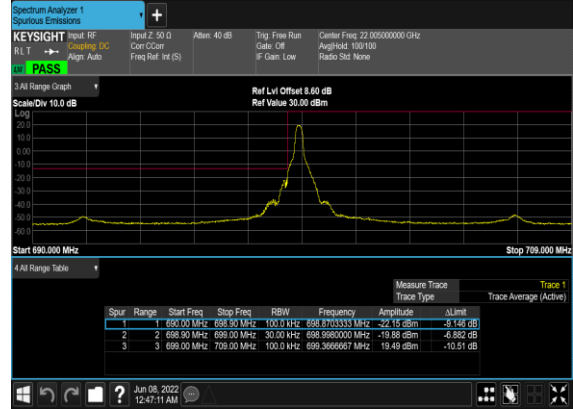 Spectrum Analyzer 1
Spurious Emissions
+
KEYSIGHT Input: RF Input Z: 50 Ω Atten: 40 dB Trig: Free Run Center Freq: 22.005000000 GHz
RLT Coupling: DC Corr CCorr Gate: Off Avg|Hold: 100/100
Align: Auto Freq Ref: Int (S) IF Gain: Low Radio Std: None
PASS
3 All Range Graph
Ref Lvl Offset 8.60 dB
Scale/Div 10.0 dB Ref Value 30.00 dBm
Log
20.0
10.0
0.00
-10.0
-20.0
-30.0
-40.0
-50.0
-60.0
Start 690.000 MHz Stop 709.000 MHz
4 All Range Table
Measure Trace Trace 1
Trace Type Trace Average (Active)
Spur Range Start Freq Stop Freq RBW Frequency Amplitude ΔLimit
1 1 690.00 MHz 698.90 MHz 100.0 kHz 698.8703333 MHz -22.15 dBm -9.146 dB
2 2 698.90 MHz 699.00 MHz 30.00 kHz 698.9980000 MHz -19.88 dBm -6.882 dB
3 3 699.00 MHz 709.00 MHz 100.0 kHz 699.3666667 MHz 19.49 dBm -10.51 dB
? Jun 08, 2022
12:47:11 AM